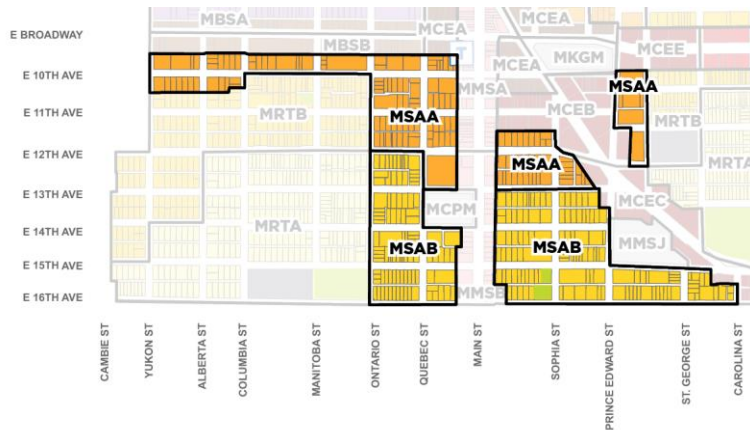 MBSA
MCEA
MCEA
E BROADWAY
MBSB
MCEA
MKGM
MCEE
E 10TH AVE
MMSA
MSAA
E 11TH AVE
MRTB
MSAA
MCEB
MRTB
E 12TH AVE
MSAA
MRTA
E 13TH AVE
MCPM
MCEC
E 14TH AVE
MRTA
MSAB
MSAB
MMSJ
E 15TH AVE
E 16TH AVE
MMSB
CAMBIE ST
YUKON ST
ALBERTA ST
COLUMBIA ST
MANITOBA ST
ONTARIO ST
QUEBEC ST
MAIN ST
SOPHIA ST
PRINCE EDWARD ST
ST. GEORGE ST
CAROLINA ST